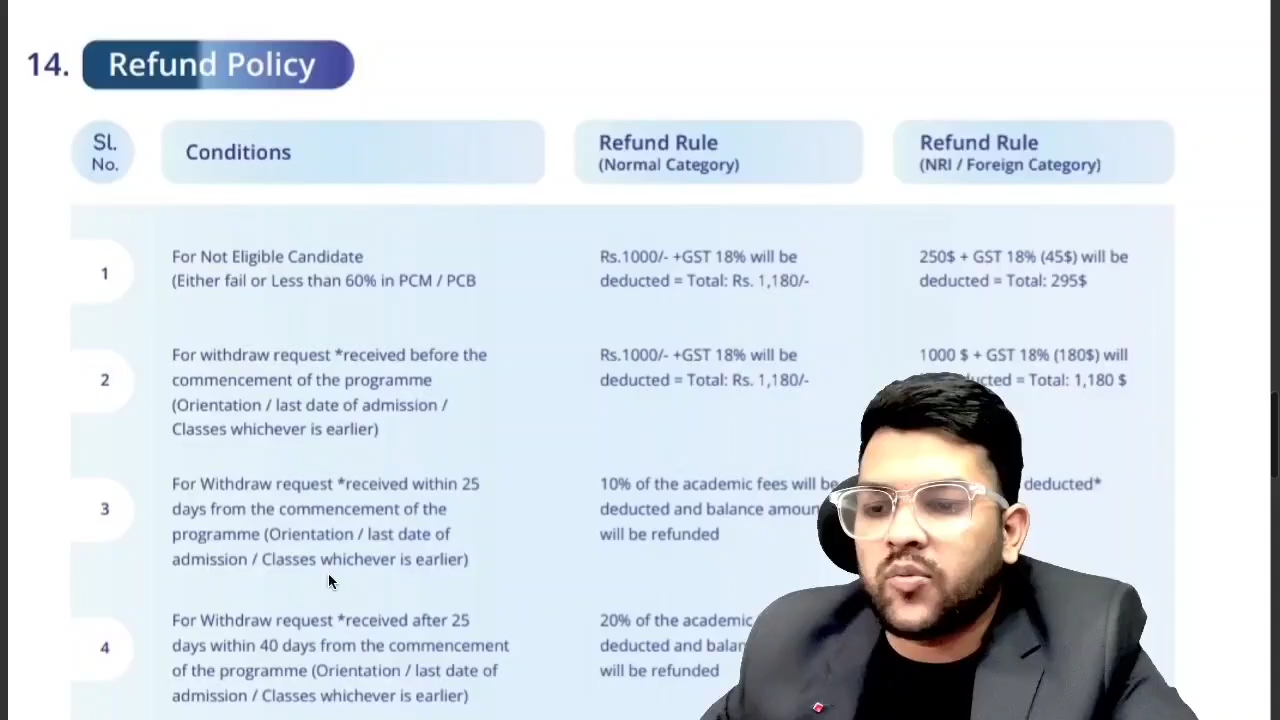 14. Refund Policy
Sl.
No.
Conditions
Refund Rule
(Normal Category)
Refund Rule
(NRI / Foreign Category)
1
For Not Eligible Candidate
(Either fail or Less than 60% in PCM / PCB
Rs.1000/- +GST 18% will be
deducted = Total: Rs. 1,180/-
250$ + GST 18% (45$) will be
deducted = Total: 295$
2
For withdraw request *received before the
commencement of the programme
(Orientation / last date of admission /
Classes whichever is earlier)
Rs.1000/- +GST 18% will be
deducted = Total: Rs. 1,180/-
1000 $ + GST 18% (180$) will
= Total: 1,180 $
3
For Withdraw request *received within 25
days from the commencement of the
programme (Orientation / last date of
admission / Classes whichever is earlier)
10% of the academic fees will be
deducted and balance
will be refunded
deducted*
4
For Withdraw request *received after 25
days within 40 days from the commencement
of the programme (Orientation / last date of
admission / Classes whichever is earlier)
20% of the academic
deducted and
will be refunded